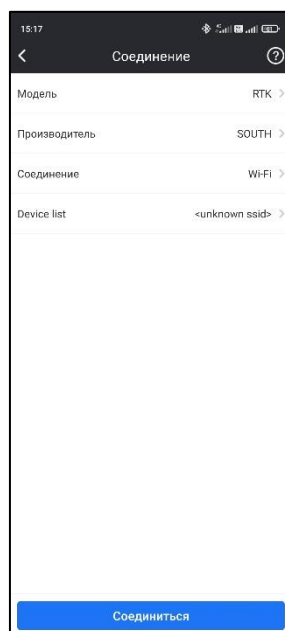 15:17
Соединение
Модель RTK
Производитель SOUTH
Соединение Wi-Fi
Device list <unknown ssid>
Соединиться